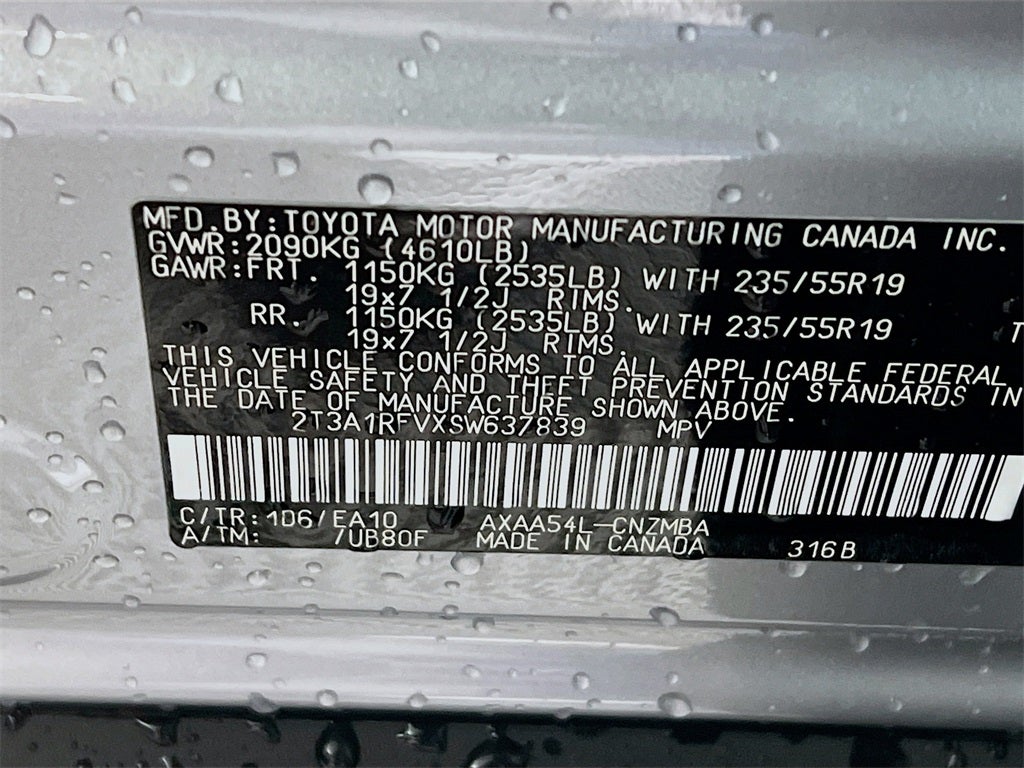 MFD.BY:TOYOTA MOTOR MANUFACTURING CANADA INC.
GVWR:2090KG (4610LB)
GAWR:FRT. 1150KG (2535LB) WITH 235/55R19
19x7 1/2J RIMS.
RR. 1150KG (2535LB) WITH 235/55R19 T
19x7 1/2J RIMS.
THIS VEHICLE CONFORMS TO ALL APPLICABLE FEDERAL
VEHICLE SAFETY AND THEFT PREVENTION STANDARDS IN
THE DATE OF MANUFACTURE SHOWN ABOVE.
2T3A1RFVXSW637839 MPV
C/TR:1D6/EA10 AXAA54L-CNZMBA
A/TM: /UB80F MADE IN CANADA 316B